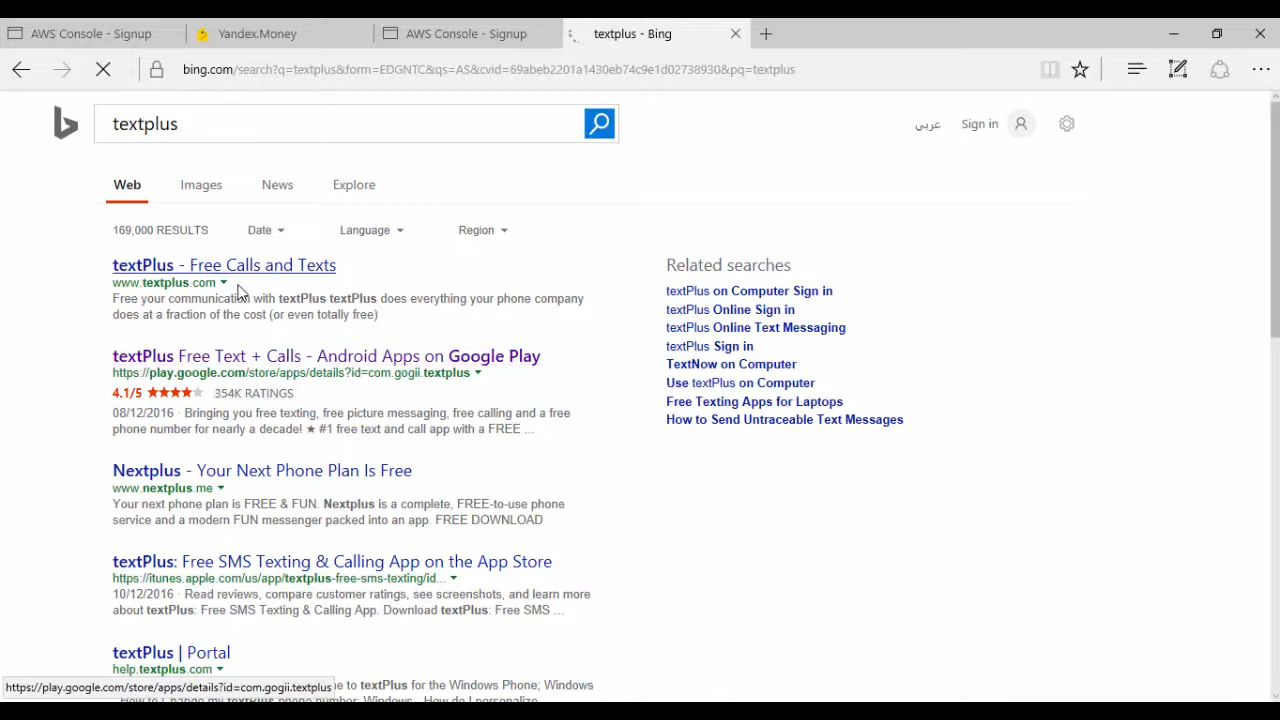 AWS Console - Signup
Yandex.Money
AWS Console - Signup
textplus - Bing
bing.com/search?q=textplus&form=EDGNTC&qs=AS&cvid=69abeb2201a1430eb74c9e1d02738930&pq=textplus
textplus
عربي
Sign in
Web
Images
News
Explore
169,000 RESULTS
Date
Language
Region
textPlus - Free Calls and Texts
www.textplus.com
Free your communication with textPlus textPlus does everything your phone company
does at a fraction of the cost (or even totally free)
textPlus Free Text + Calls - Android Apps on Google Play
https://play.google.com/store/apps/details?id=com.gogii.textplus
4.1/5 354K RATINGS
08/12/2016 · Bringing you free texting, free picture messaging, free calling and a free
phone number for nearly a decade! ★ #1 free text and call app with a FREE ...
Nextplus - Your Next Phone Plan Is Free
www.nextplus.me
Your next phone plan is FREE & FUN. Nextplus is a complete, FREE-to-use phone
service and a modern FUN messenger packed into an app. FREE DOWNLOAD
textPlus: Free SMS Texting & Calling App on the App Store
https://itunes.apple.com/us/app/textplus-free-sms-texting/id...
10/12/2016 · Read reviews, compare customer ratings, see screenshots, and learn more
about textPlus: Free SMS Texting & Calling App. Download textPlus: Free SMS ...
textPlus | Portal
help.textplus.com
me to textPlus for the Windows Phone; Windows
How to Change my textPlus phone number; Windows - How do I personalize
https://play.google.com/store/apps/details?id=com.gogii.textplus
Related searches
textPlus on Computer Sign in
textPlus Online Sign in
textPlus Online Text Messaging
textPlus Sign in
TextNow on Computer
Use textPlus on Computer
Free Texting Apps for Laptops
How to Send Untraceable Text Messages